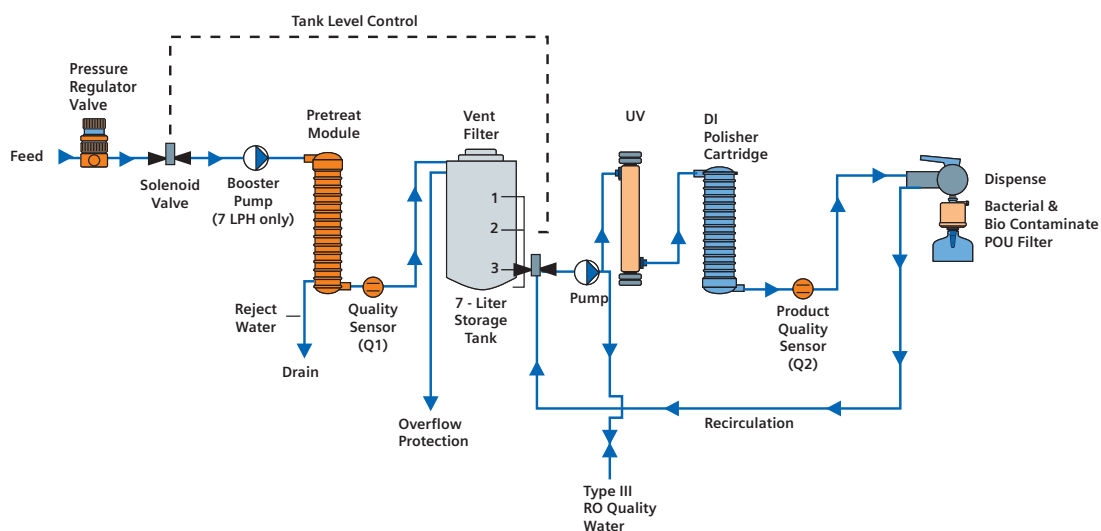 Tank Level Control
Pressure
Regulator
Valve
Feed
Solenoid
Valve
Booster
Pump
(7 LPH only)
Pretreat
Module
Reject
Water
Drain
Quality
Sensor
(Q1)
Vent
Filter
1
2
3
7 - Liter
Storage
Tank
Overflow
Protection
Pump
UV
DI
Polisher
Cartridge
Product
Quality
Sensor
(Q2)
Dispense
Bacterial &
Bio Contaminate
POU Filter
Recirculation
Type III
RO Quality
Water